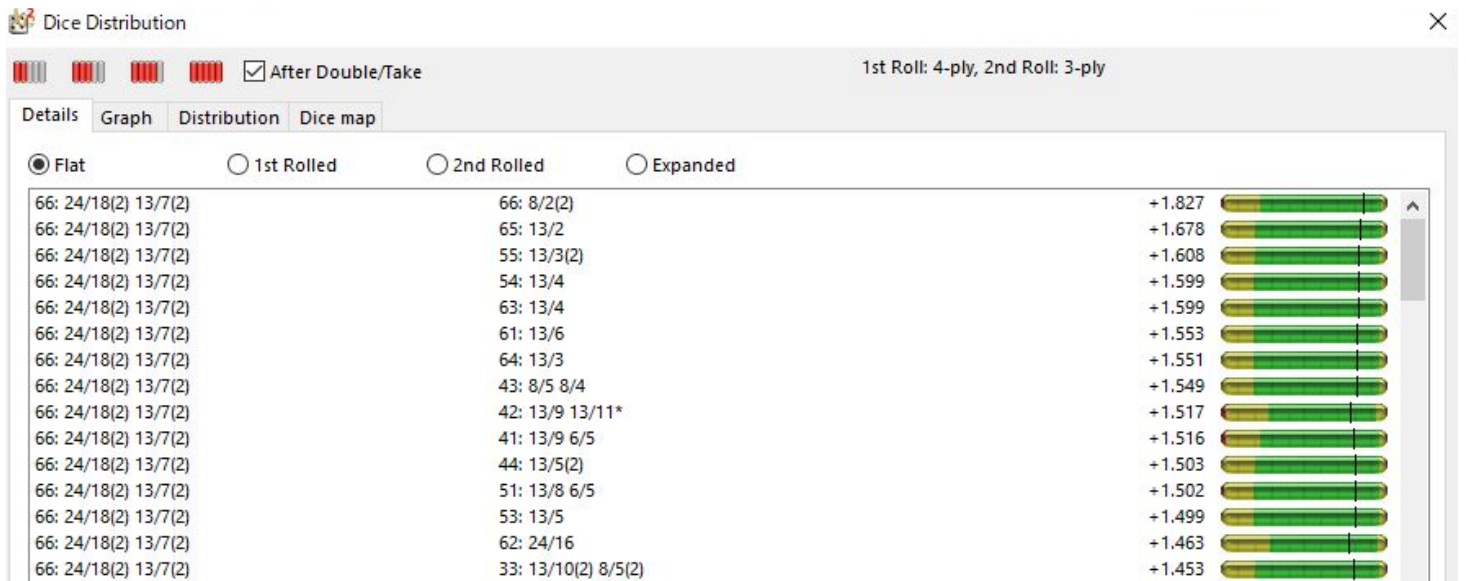 Dice Distribution
After Double/Take 1st Roll: 4-ply, 2nd Roll: 3-ply
Details Graph Distribution Dice map
Flat 1st Rolled 2nd Rolled Expanded
66: 24/18(2) 13/7(2) 66: 8/2(2) +1.827
66: 24/18(2) 13/7(2) 65: 13/2 +1.678
66: 24/18(2) 13/7(2) 55: 13/3(2) +1.608
66: 24/18(2) 13/7(2) 54: 13/4 +1.599
66: 24/18(2) 13/7(2) 63: 13/4 +1.599
66: 24/18(2) 13/7(2) 61: 13/6 +1.553
66: 24/18(2) 13/7(2) 64: 13/3 +1.551
66: 24/18(2) 13/7(2) 43: 8/5 8/4 +1.549
66: 24/18(2) 13/7(2) 42: 13/9 13/11* +1.517
66: 24/18(2) 13/7(2) 41: 13/9 6/5 +1.516
66: 24/18(2) 13/7(2) 44: 13/5(2) +1.503
66: 24/18(2) 13/7(2) 51: 13/8 6/5 +1.502
66: 24/18(2) 13/7(2) 53: 13/5 +1.499
66: 24/18(2) 13/7(2) 62: 24/16 +1.463
66: 24/18(2) 13/7(2) 33: 13/10(2) 8/5(2) +1.453